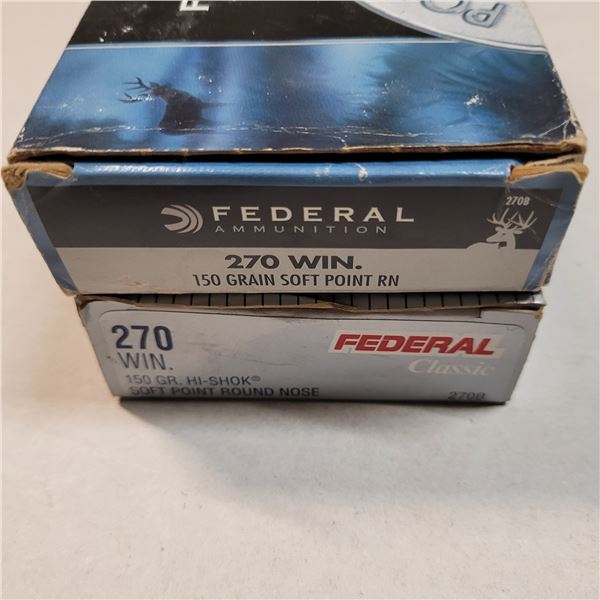 F
PO
270B
FEDERAL
AMMUNITION
270 WIN.
150 GRAIN SOFT POINT RN
270
WIN.
FEDERAL
Classic
150 GR. HI-SHOK®
SOFT POINT ROUND NOSE
270B